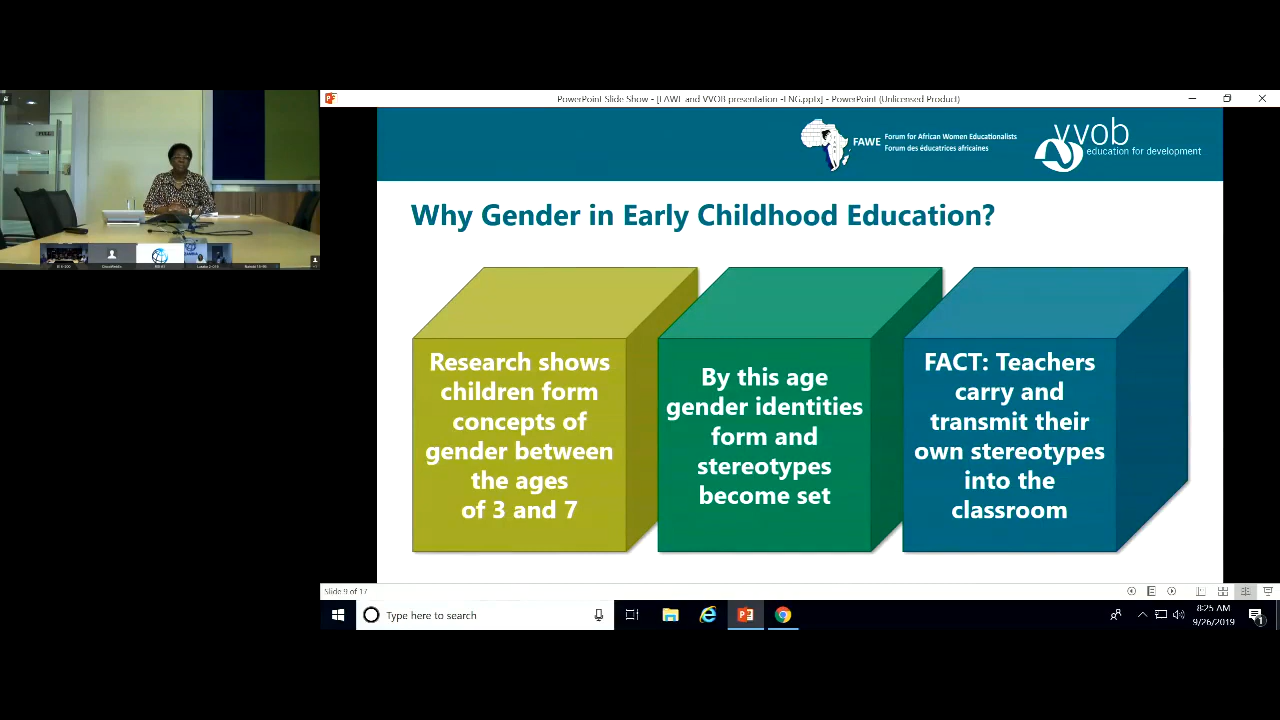 PowerPoint Slide Show - [FAWE and VVOB presentation -ENG.pptx] - PowerPoint (Unlicensed Product)
FAWE
Forum for African Women Educationalists
Forum des éducatrices africaines
vvob
education for development
Why Gender in Early Childhood Education?
Research shows
children form
concepts of
gender between
the ages
of 3 and 7
By this age
gender identities
form and
stereotypes
become set
FACT: Teachers
carry and
transmit their
own stereotypes
into the
classroom
Slide 9 of 17
Type here to search
8:25 AM
9/26/2019